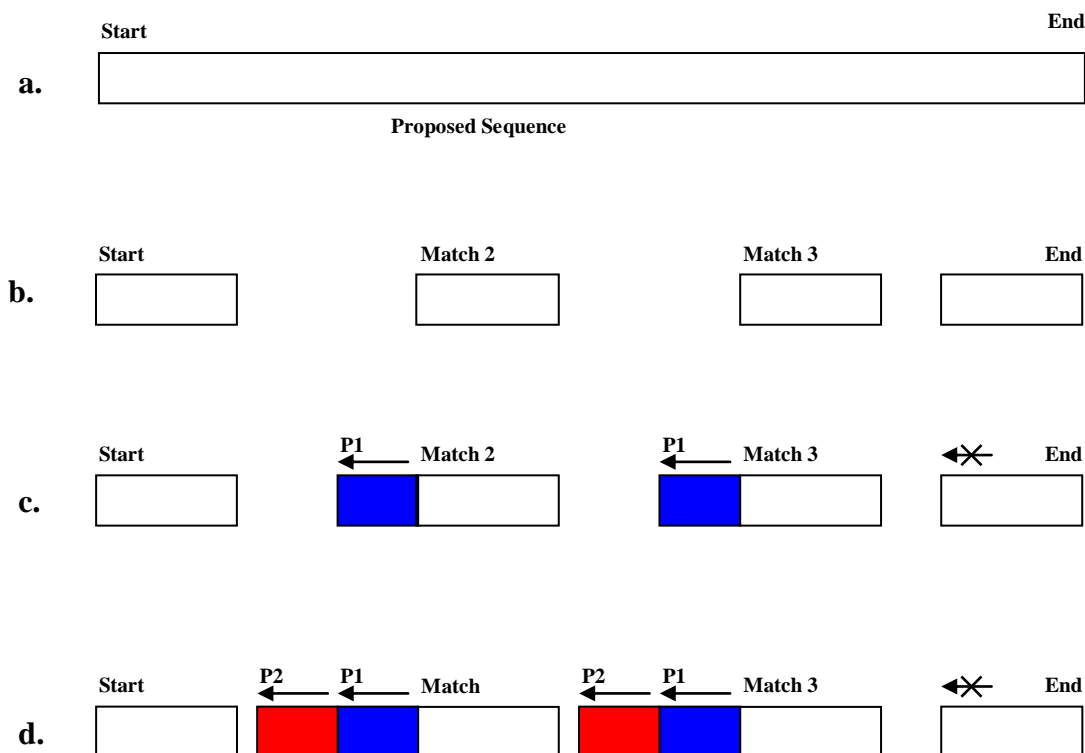 Start End
a.
Proposed Sequence
Start Match 2 Match 3 End
b.
P1 P1
Start Match 2 Match 3 End
c.
P2 P1 P2 P1
Start Match Match 3 End
d.